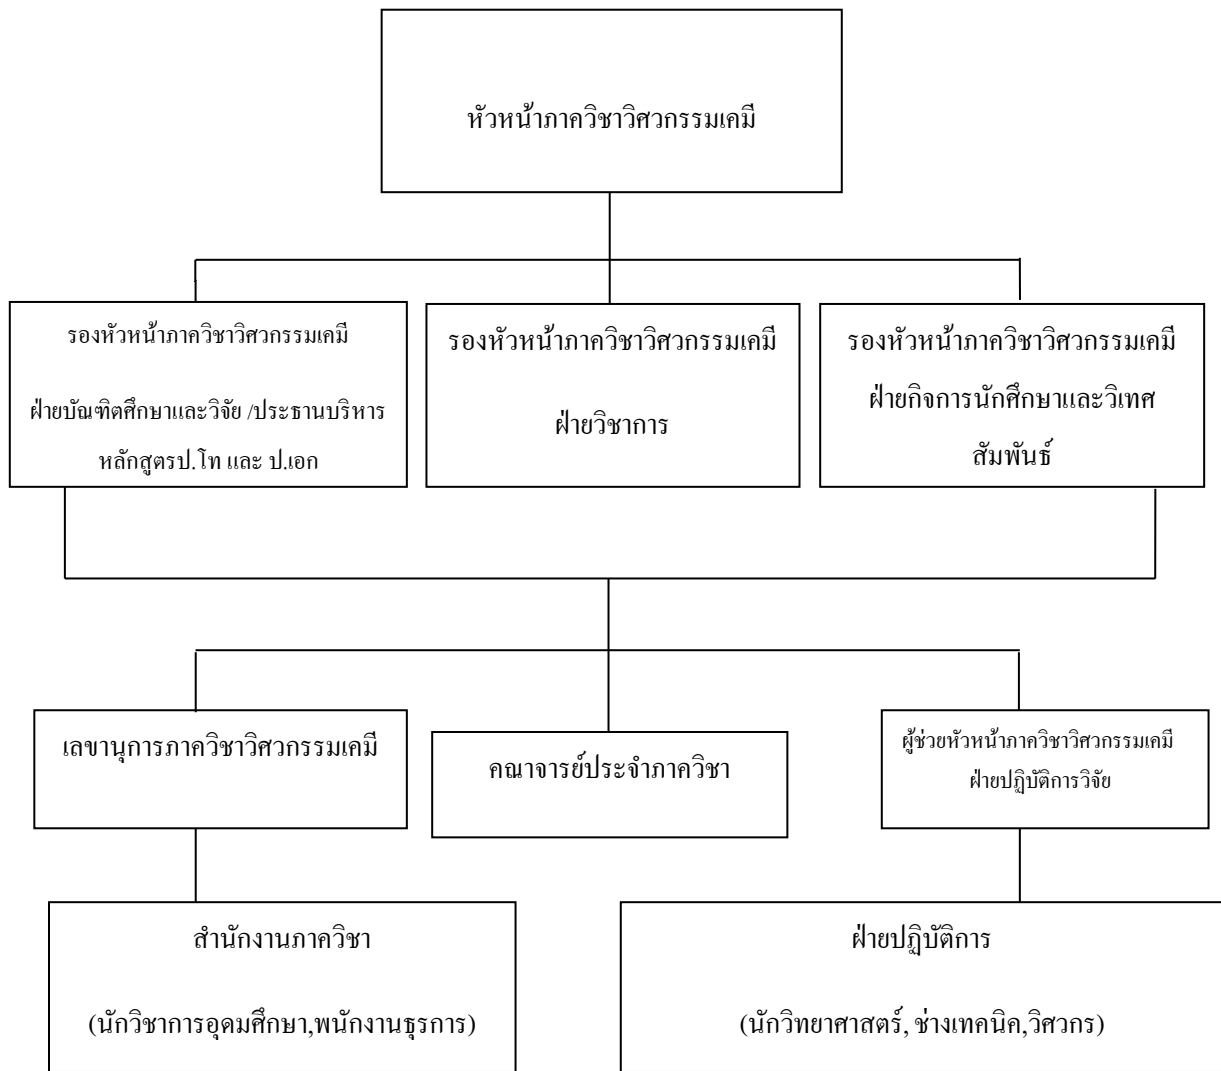 หัวหน้าภาควิชาวิศวกรรมเคมี
รองหัวหน้าภาควิชาวิศวกรรมเคมี
ฝ่ายบัณฑิตศึกษาและวิจัย /ประธานบริหาร
หลักสูตรป.โท และ ป.เอก
รองหัวหน้าภาควิชาวิศวกรรมเคมี
ฝ่ายวิชาการ
รองหัวหน้าภาควิชาวิศวกรรมเคมี
ฝ่ายกิจการนักศึกษาและวิเทศ
สัมพันธ์
เลขานุการภาควิชาวิศวกรรมเคมี
คณาจารย์ประจำภาควิชา
ผู้ช่วยหัวหน้าภาควิชาวิศวกรรมเคมี
ฝ่ายปฏิบัติการวิจัย
สำนักงานภาควิชา
(นักวิชาการอุดมศึกษา,พนักงานธุรการ)
ฝ่ายปฏิบัติการ
(นักวิทยาศาสตร์, ช่างเทคนิค,วิศวกร)